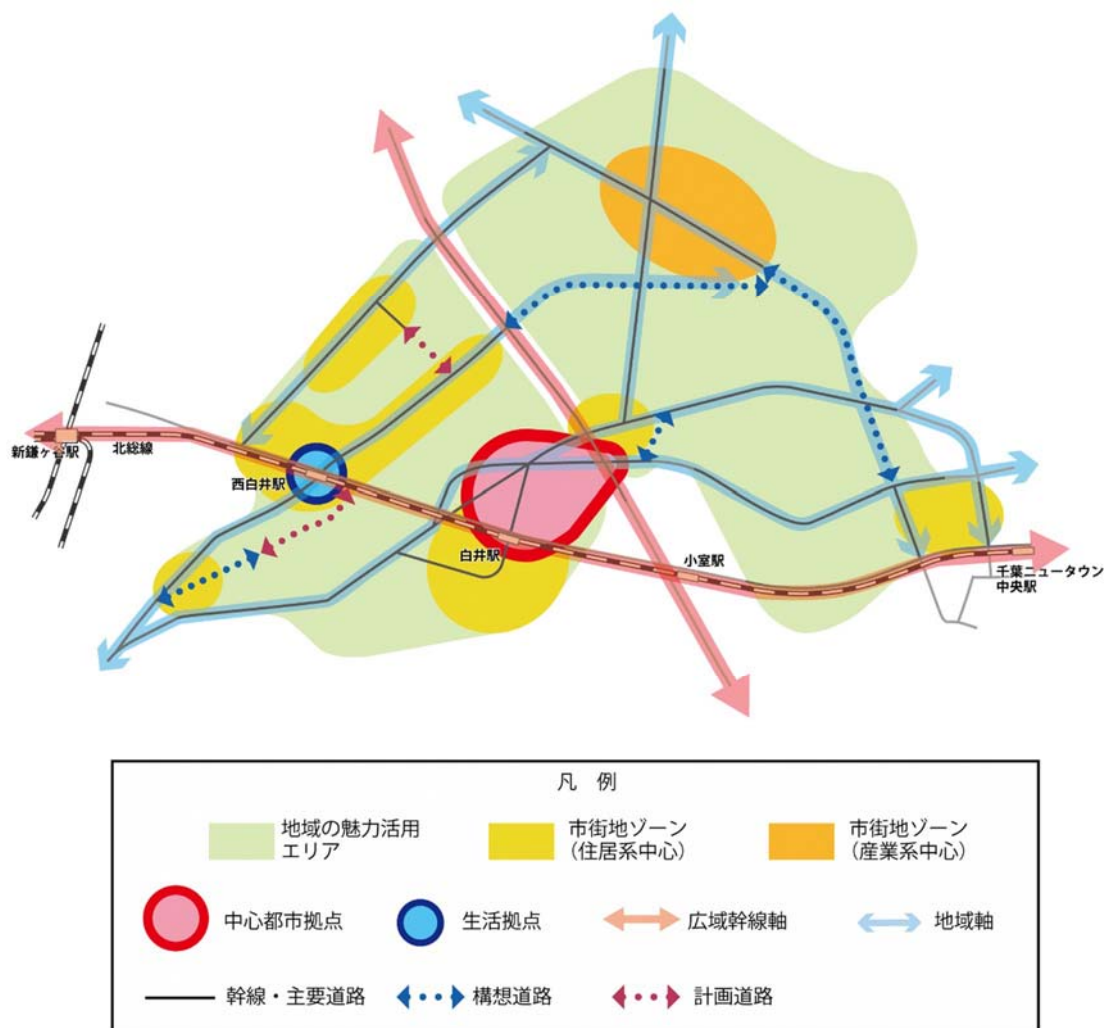 新鎌ヶ谷駅
北総線
西白井駅
白井駅
小室駅
千葉ニュータウン
中央駅
凡 例
地域の魅力活用
エリア
市街地ゾーン
(住居系中心)
市街地ゾーン
(産業系中心)
中心都市拠点
生活拠点
広域幹線軸
地域軸
幹線・主要道路
構想道路
計画道路